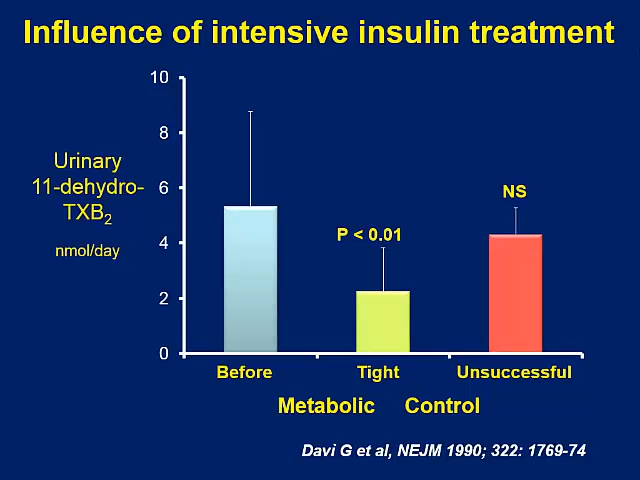 Influence of intensive insulin treatment
10
8
6
4
2
0
Urinary
11-dehydro-
TXB2
nmol/day
P < 0.01
NS
Before Tight Unsuccessful
Metabolic Control
Davi G et al, NEJM 1990; 322: 1769-74